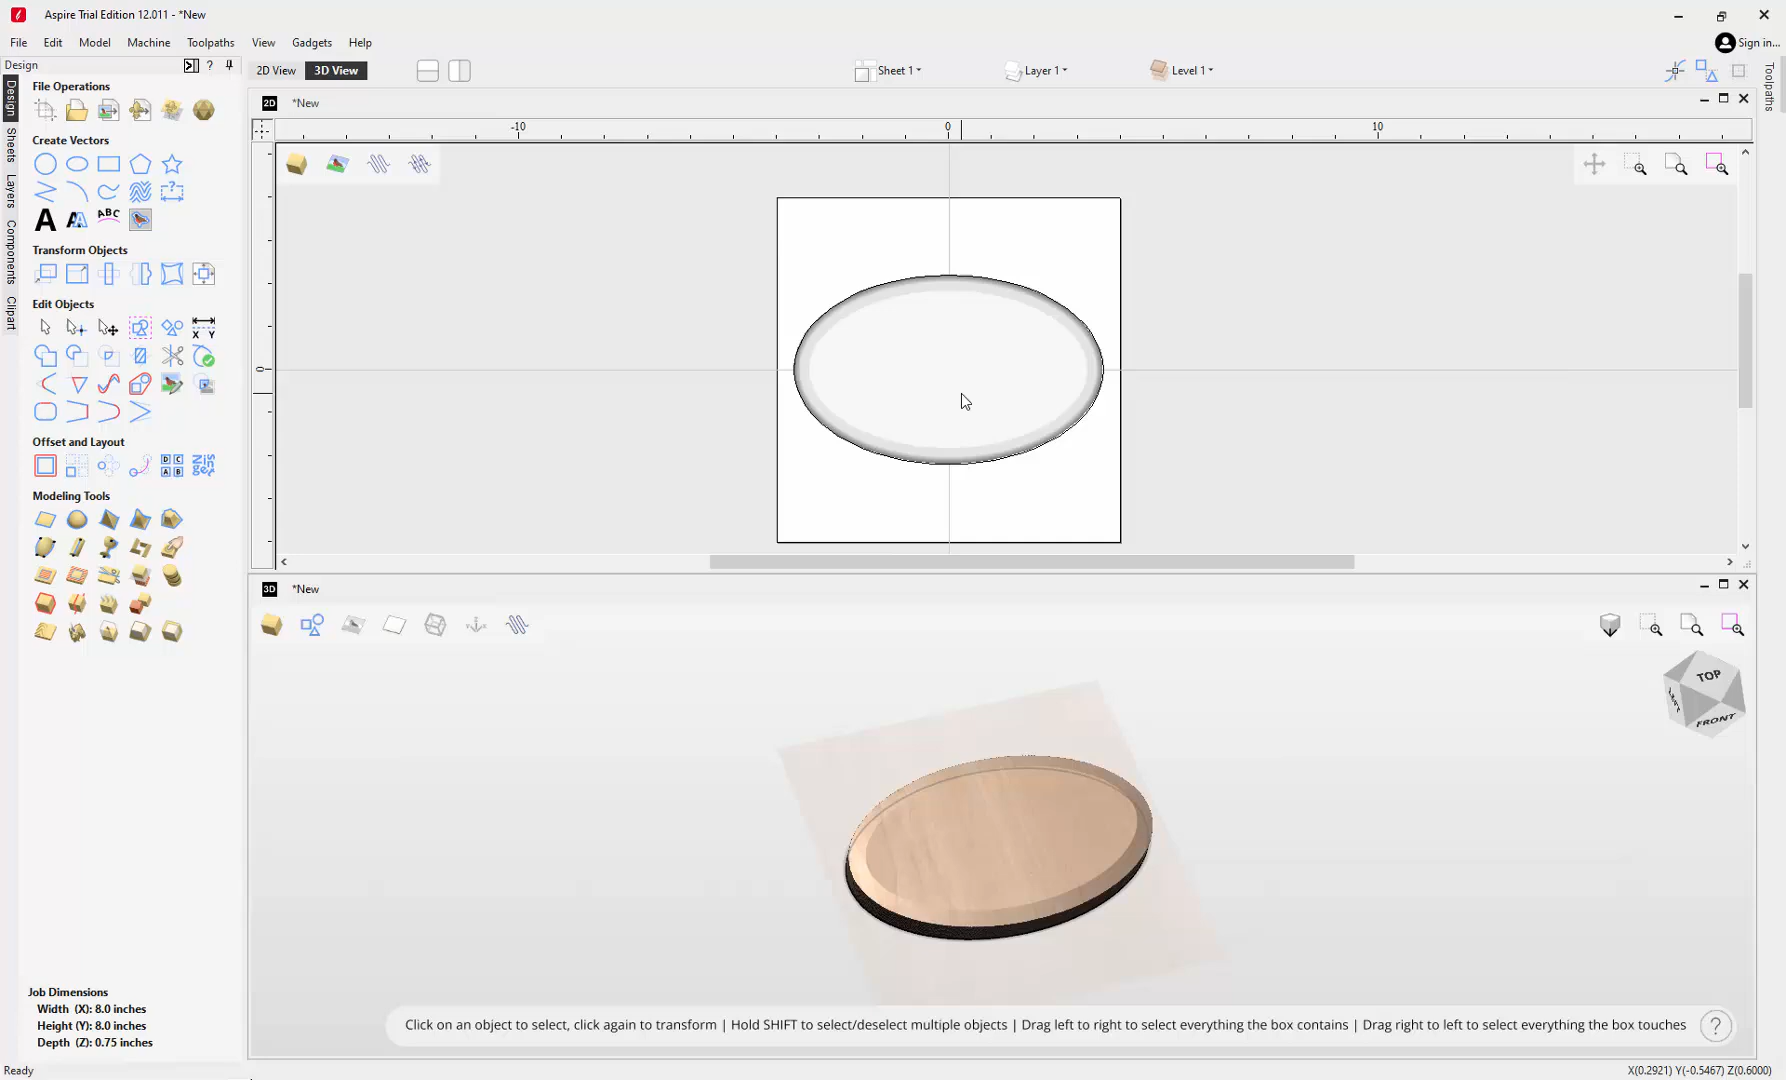 Aspire Trial Edition 12.011 - *New
File Edit Model Machine Toolpaths View Gadgets Help
Sign in...
Design
2D View 3D View
Sheet 1
Layer 1
Level 1
Toolpaths
Design
Sheets
Layers
Components
Clipart
File Operations
Create Vectors
Transform Objects
Edit Objects
X Y
Offset and Layout
Modeling Tools
Job Dimensions
Width (X): 8.0 inches
Height (Y): 8.0 inches
Depth (Z): 0.75 inches
2D *New
-10 0 10
0
3D *New
TOP
LEFT
FRONT
Click on an object to select, click again to transform | Hold SHIFT to select/deselect multiple objects | Drag left to right to select everything the box contains | Drag right to left to select everything the box touches
Ready
X(0.2921) Y(-0.5467) Z(0.6000)